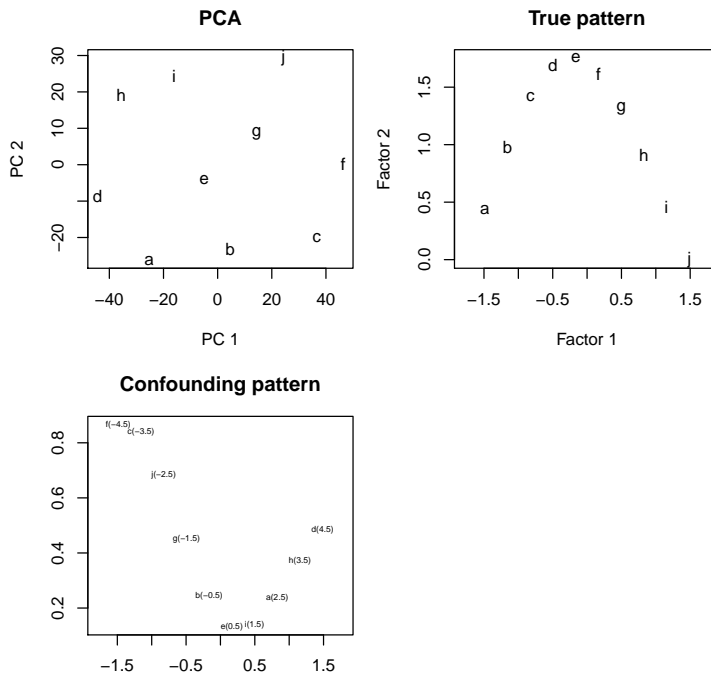 PCA
PC 2
30
20
10
0
−20
j
i
h
g
f
e
d
c
b
a
−40
−20
0
20
40
PC 1
True pattern
Factor 2
1.5
1.0
0.5
0.0
e
d
f
c
g
b
h
a
i
j
−1.5
−0.5
0.5
1.5
Factor 1
Confounding pattern
0.8
0.6
0.4
0.2
f(−4.5)
c(−3.5)
j(−2.5)
d(4.5)
g(−1.5)
h(3.5)
b(−0.5)
a(2.5)
e(0.5)
i(1.5)
−1.5
−0.5
0.5
1.5